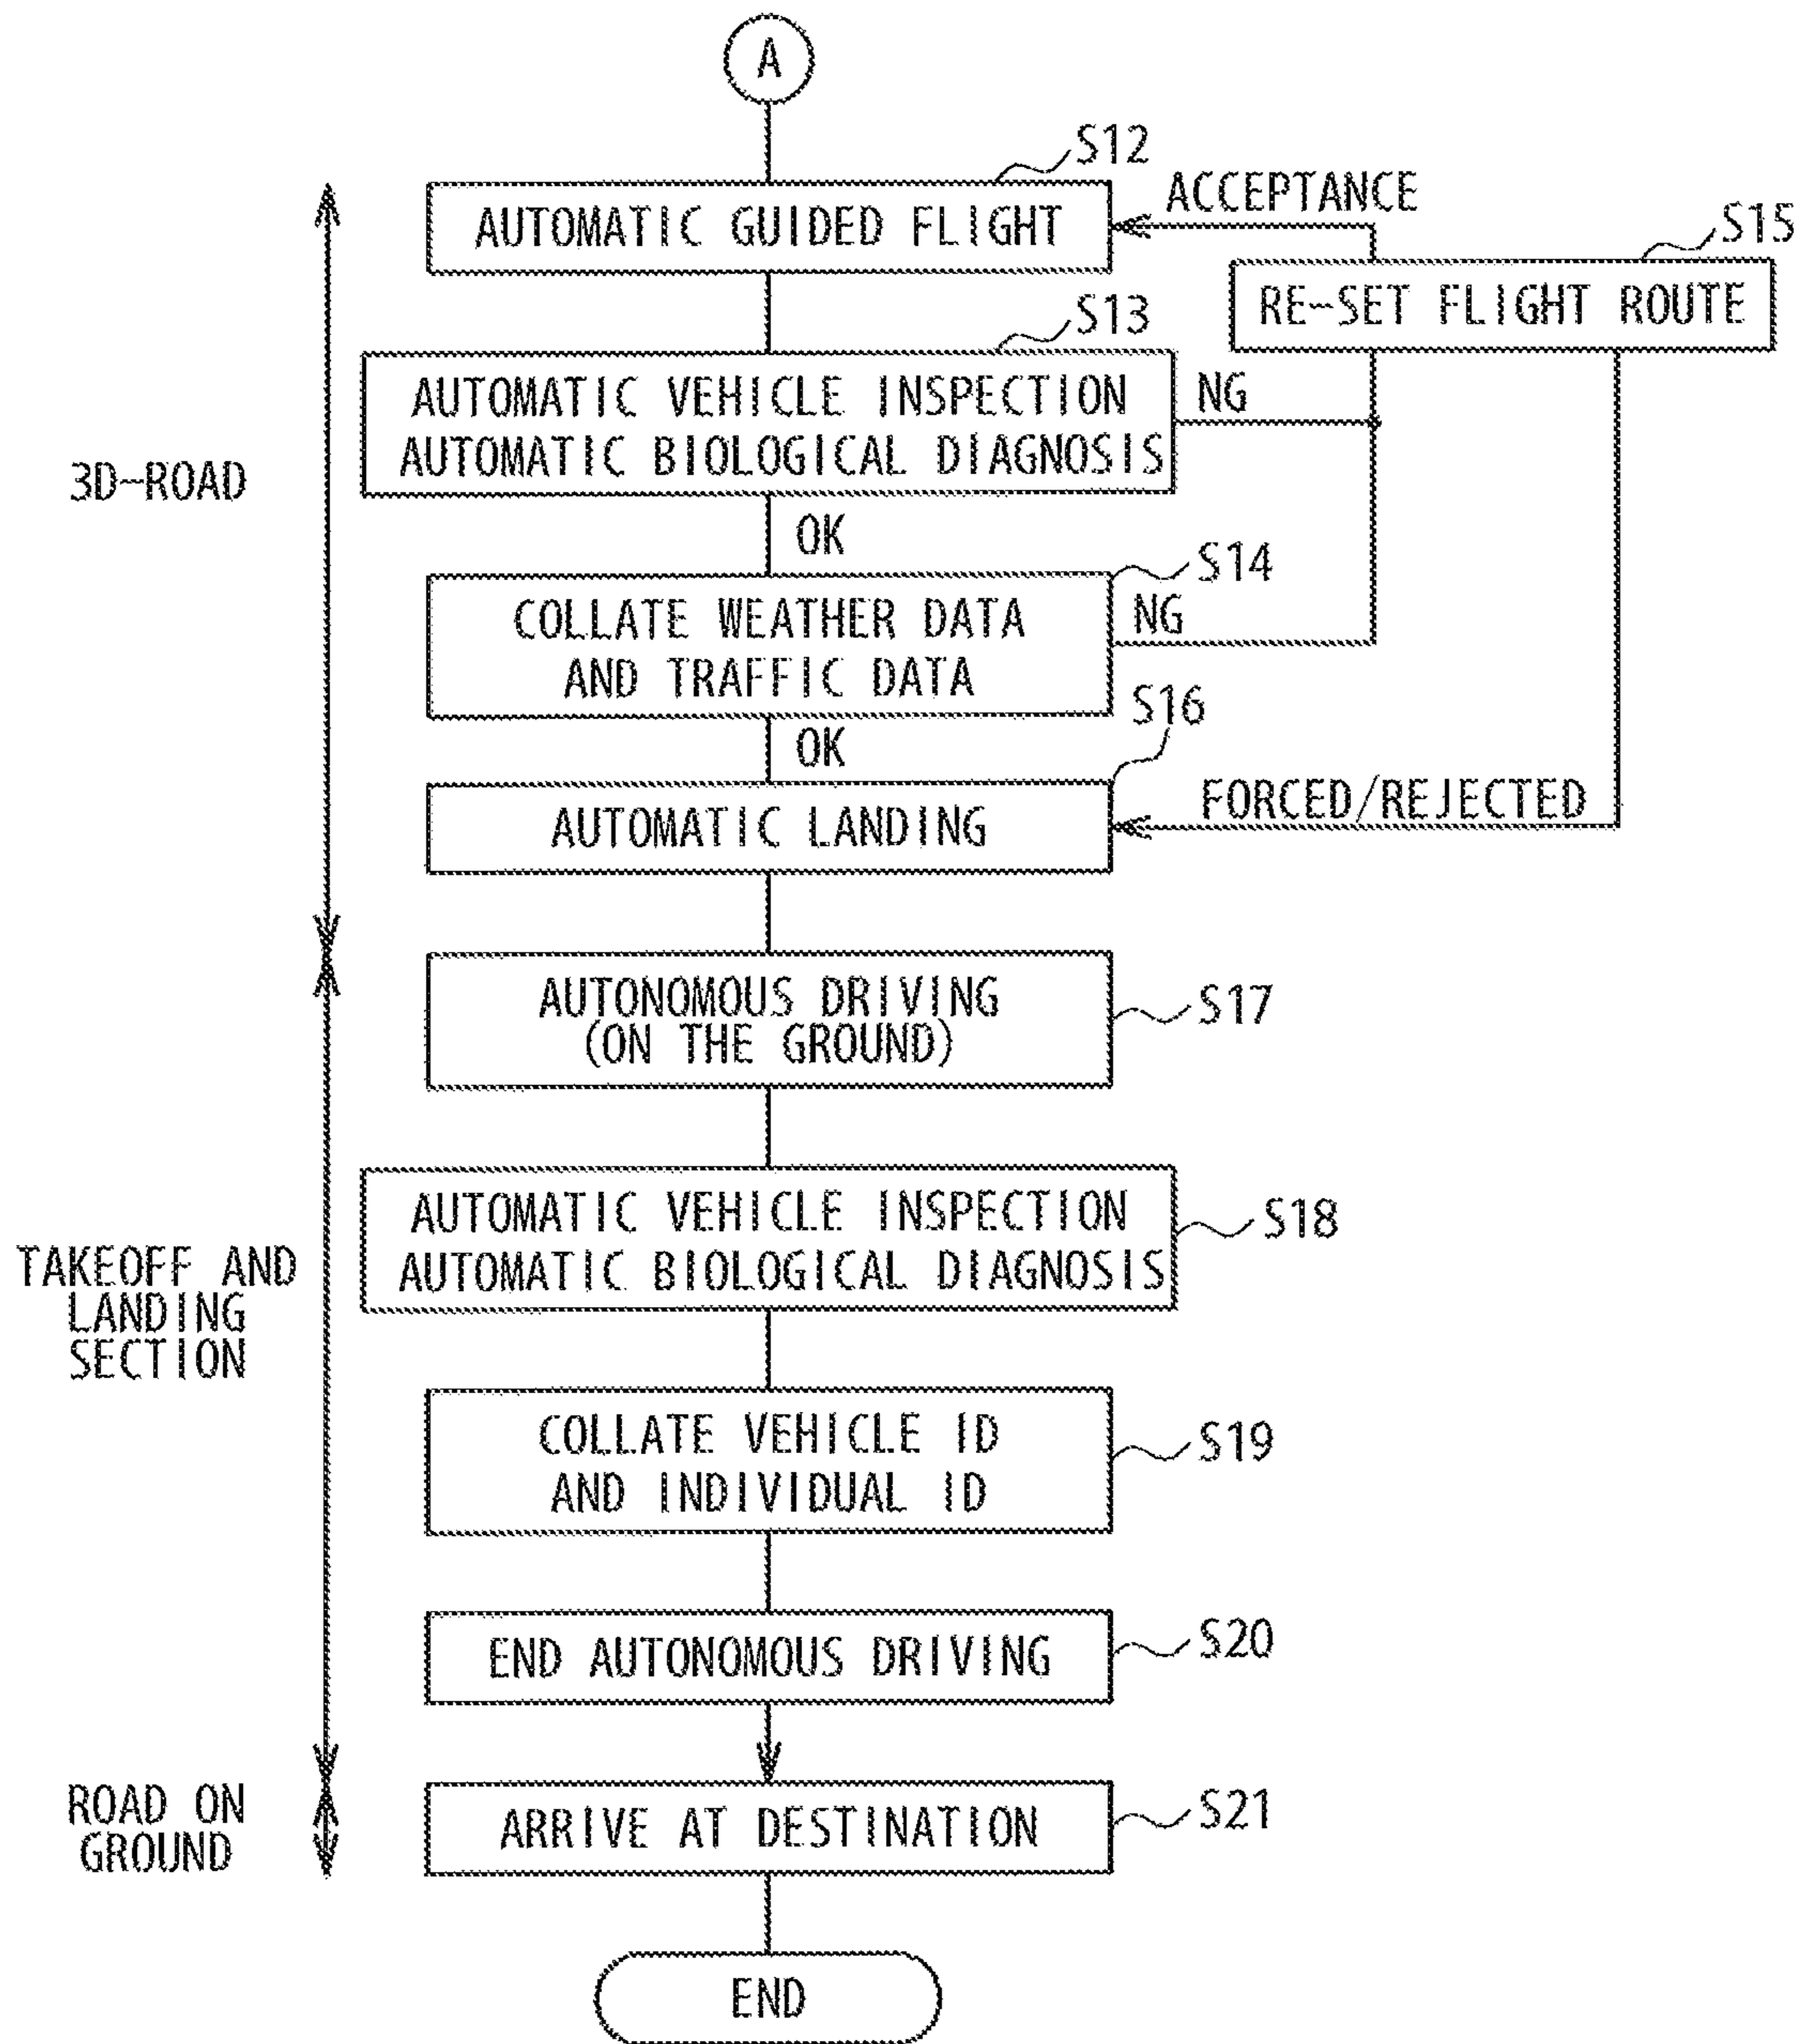 A
S12
AUTOMATIC GUIDED FLIGHT
ACCEPTANCE
S15
RE-SET FLIGHT ROUTE
S13
AUTOMATIC VEHICLE INSPECTION
AUTOMATIC BIOLOGICAL DIAGNOSIS
NG
3D-ROAD
OK
S14
COLLATE WEATHER DATA
AND TRAFFIC DATA
NG
S16
OK
AUTOMATIC LANDING
FORCED/REJECTED
AUTONOMOUS DRIVING
(ON THE GROUND)
S17
AUTOMATIC VEHICLE INSPECTION
AUTOMATIC BIOLOGICAL DIAGNOSIS
S18
TAKEOFF AND
LANDING
SECTION
COLLATE VEHICLE ID
AND INDIVIDUAL ID
S19
END AUTONOMOUS DRIVING
S20
ROAD ON
GROUND
ARRIVE AT DESTINATION
S21
END